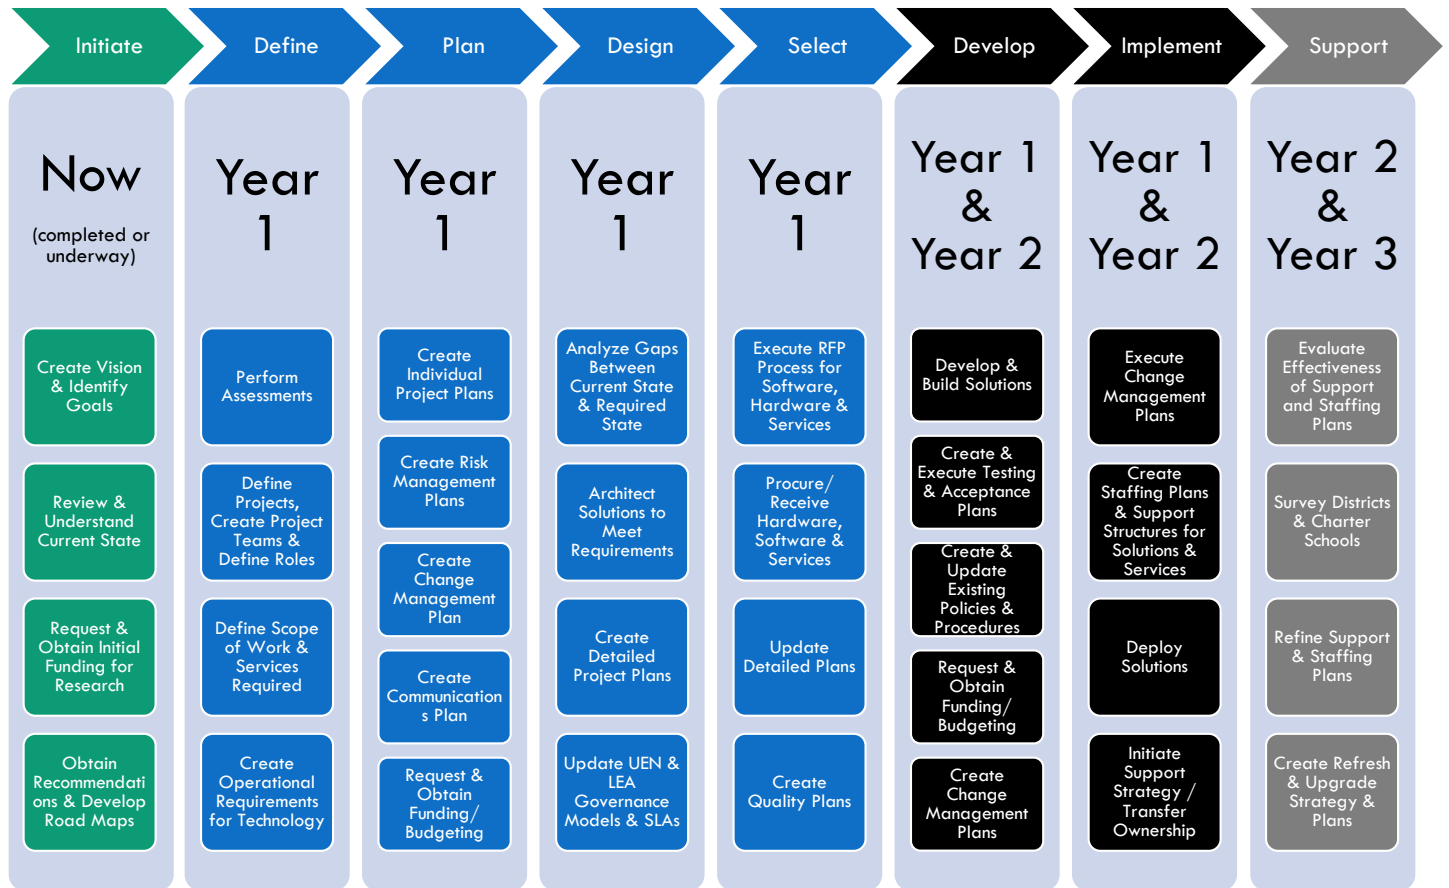 Initiate
Define
Plan
Design
Select
Develop
Implement
Support
Now
(completed or
underway)
Create Vision
& Identify
Goals
Review &
Understand
Current State
Request &
Obtain Initial
Funding for
Research
Obtain
Recommendati
ons & Develop
Road Maps
Year
1
Perform
Assessments
Define
Projects,
Create Project
Teams &
Define Roles
Define Scope
of Work &
Services
Required
Create
Operational
Requirements
for Technology
Year
1
Create
Individual
Project Plans
Create Risk
Management
Plans
Create
Change
Management
Plan
Create
Communication
s Plan
Request &
Obtain
Funding/
Budgeting
Year
1
Analyze Gaps
Between
Current State
& Required
State
Architect
Solutions to
Meet
Requirements
Create
Detailed
Project Plans
Update UEN &
LEA
Governance
Models & SLAs
Year
1
Execute RFP
Process for
Software,
Hardware &
Services
Procure/
Receive
Hardware,
Software &
Services
Update
Detailed Plans
Create
Quality Plans
Year 1
&
Year 2
Develop &
Build Solutions
Create &
Execute Testing
& Acceptance
Plans
Create &
Update
Existing
Policies &
Procedures
Request &
Obtain
Funding/
Budgeting
Create
Change
Management
Plans
Year 1
&
Year 2
Execute
Change
Management
Plans
Create
Staffing Plans
& Support
Structures for
Solutions &
Services
Deploy
Solutions
Initiate
Support
Strategy /
Transfer
Ownership
Year 2
&
Year 3
Evaluate
Effectiveness
of Support
and Staffing
Plans
Survey Districts
& Charter
Schools
Refine Support
& Staffing
Plans
Create Refresh
& Upgrade
Strategy &
Plans